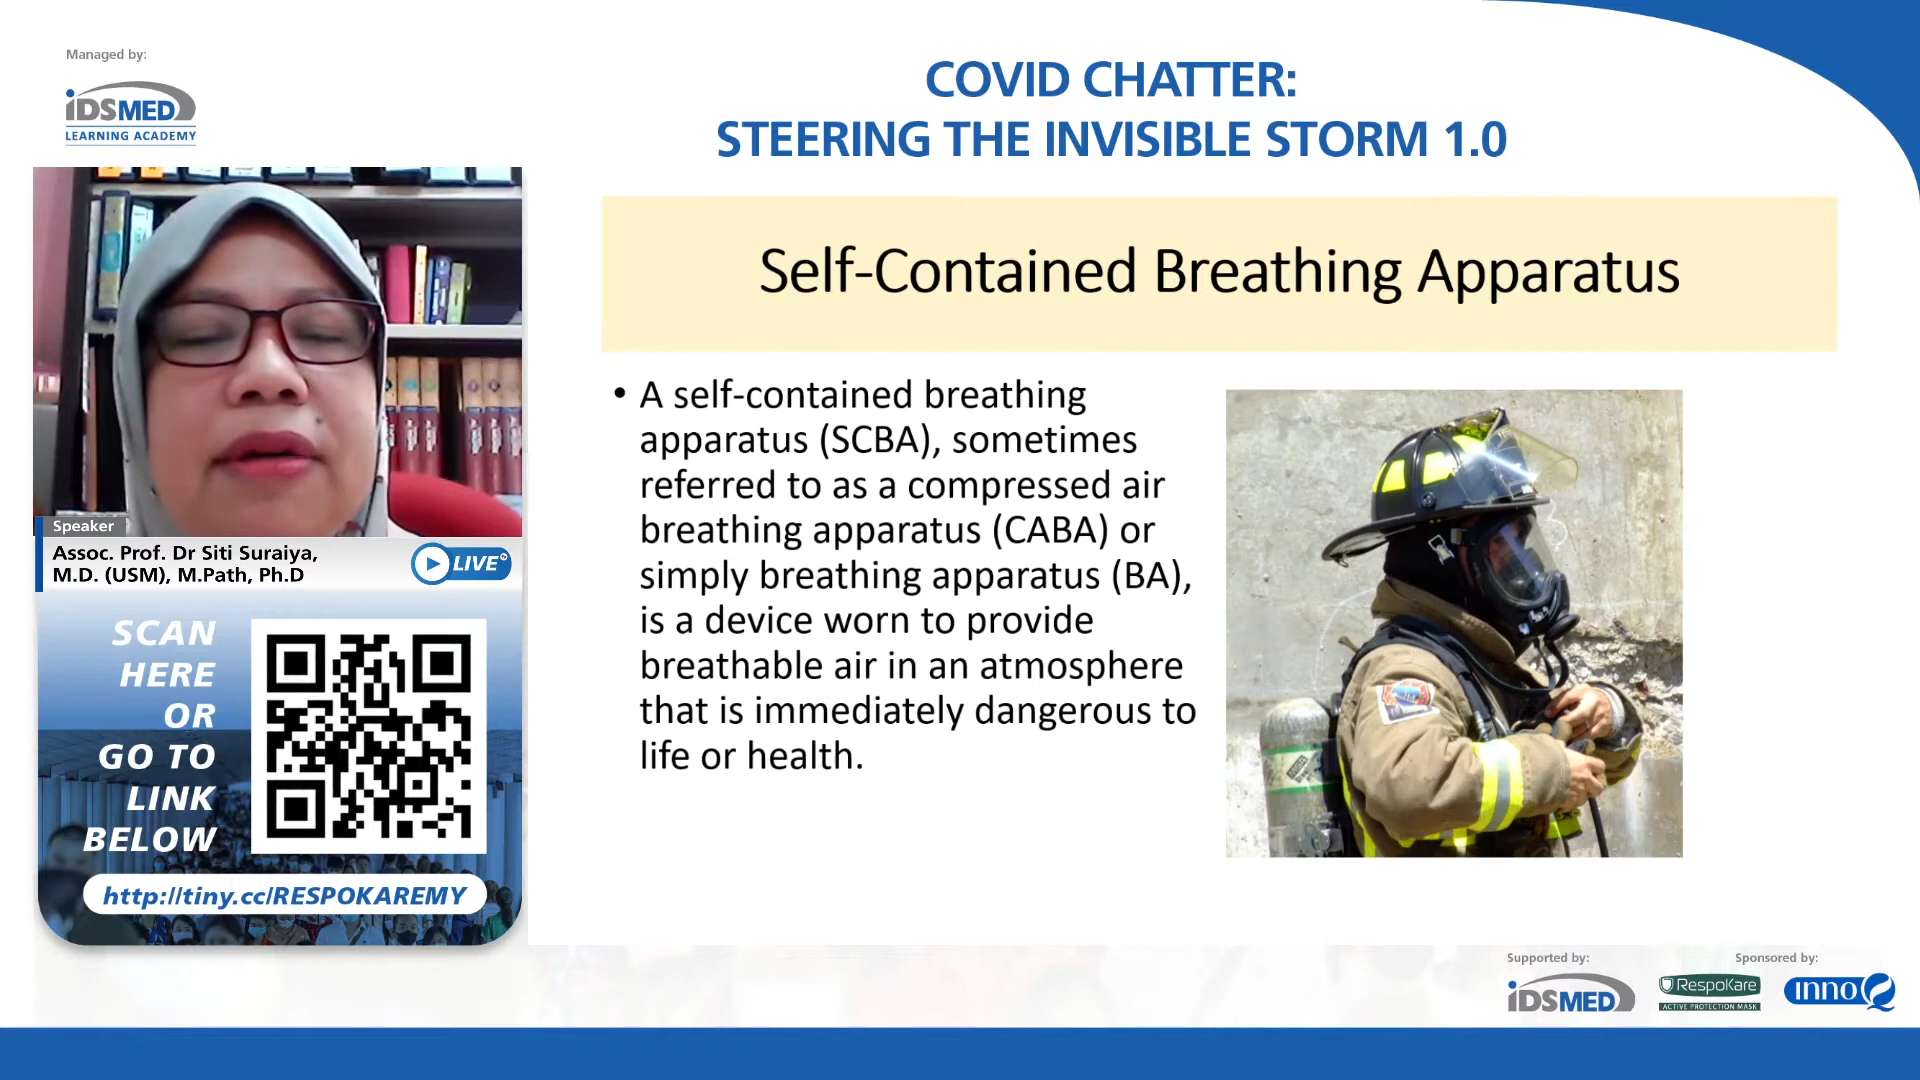 Managed by:
iDSMED
LEARNING ACADEMY
COVID CHATTER:
STEERING THE INVISIBLE STORM 1.0
Self-Contained Breathing Apparatus
• A self-contained breathing
apparatus (SCBA), sometimes
referred to as a compressed air
breathing apparatus (CABA) or
simply breathing apparatus (BA),
is a device worn to provide
breathable air in an atmosphere
that is immediately dangerous to
life or health.
Speaker
Assoc. Prof. Dr Siti Suraiya,
M.D. (USM), M.Path, Ph.D
LIVE
SCAN
HERE
OR
GO TO
LINK
BELOW
http://tiny.cc/RESPOKAREMY
Supported by:
iDSMED
Sponsored by:
RespoKare
ACTIVE PROTECTION MASK
INNOQ